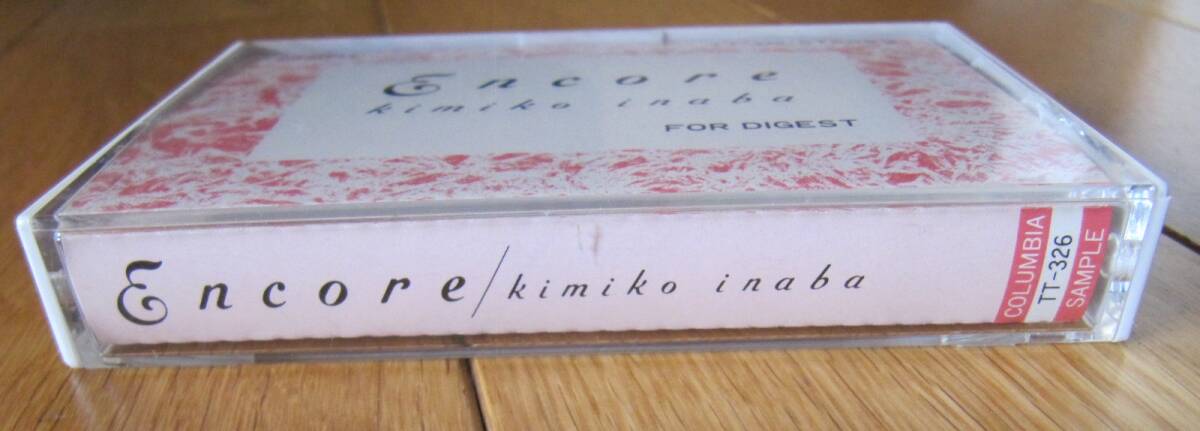 Encore
kimiko inaba
FOR DIGEST
Encore/kimiko inaba
COLUMBIA
TT-326
SAMPLE